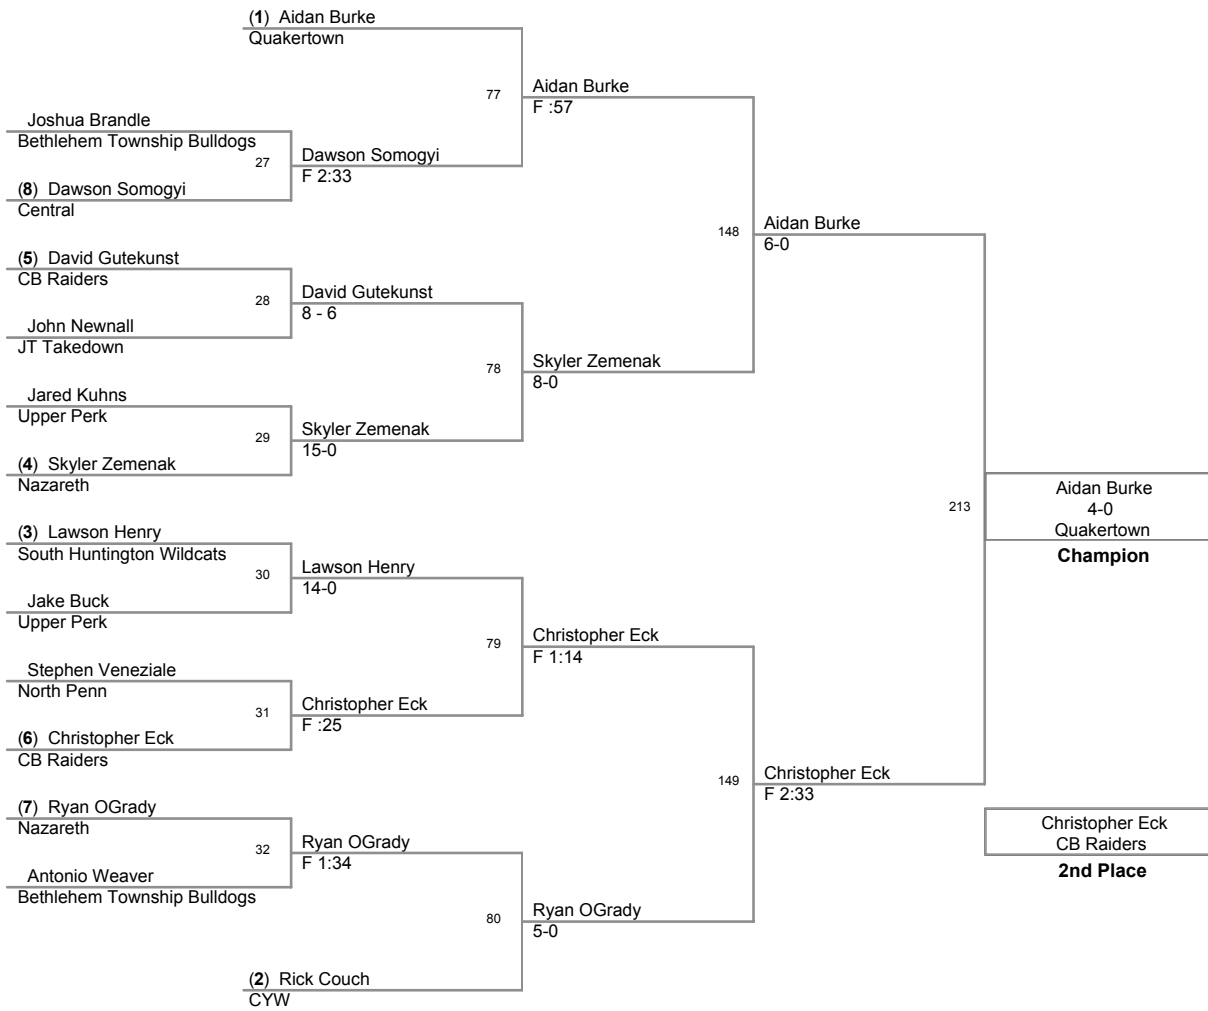 (1) Aidan Burke
Quakertown
77
Aidan Burke
F :57
Joshua Brandle
Bethlehem Township Bulldogs
27
Dawson Somogyi
F 2:33
(8) Dawson Somogyi
Central
148
Aidan Burke
6-0
(5) David Gutekunst
CB Raiders
28
David Gutekunst
8 - 6
John Newnall
JT Takedown
78
Skyler Zemenak
8-0
Jared Kuhns
Upper Perk
29
Skyler Zemenak
15-0
(4) Skyler Zemenak
Nazareth
213
Aidan Burke
4-0
Quakertown
Champion
(3) Lawson Henry
South Huntington Wildcats
30
Lawson Henry
14-0
Jake Buck
Upper Perk
79
Christopher Eck
F 1:14
Stephen Veneziale
North Penn
31
Christopher Eck
F :25
(6) Christopher Eck
CB Raiders
149
Christopher Eck
F 2:33
(7) Ryan OGrady
Nazareth
32
Ryan OGrady
F 1:34
Antonio Weaver
Bethlehem Township Bulldogs
80
Ryan OGrady
5-0
(2) Rick Couch
CYW
Christopher Eck
CB Raiders
2nd Place